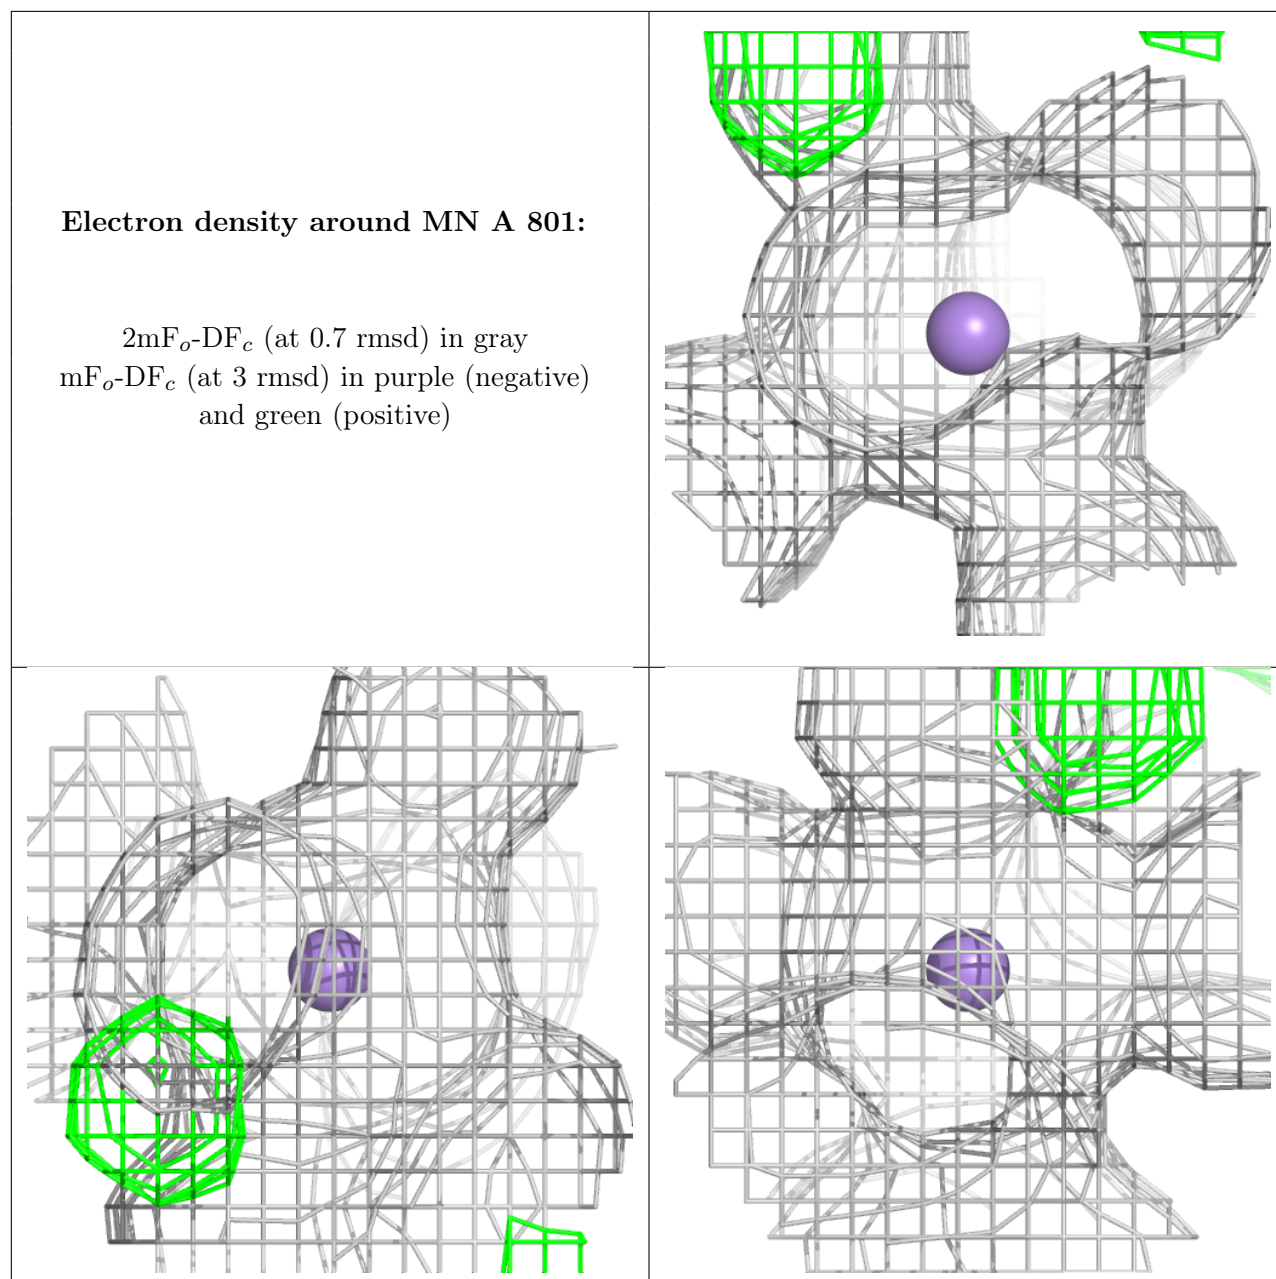 Electron density around MN A 801:
2mFo-DFc (at 0.7 rmsd) in gray
mFo-DFc (at 3 rmsd) in purple (negative)
and green (positive)